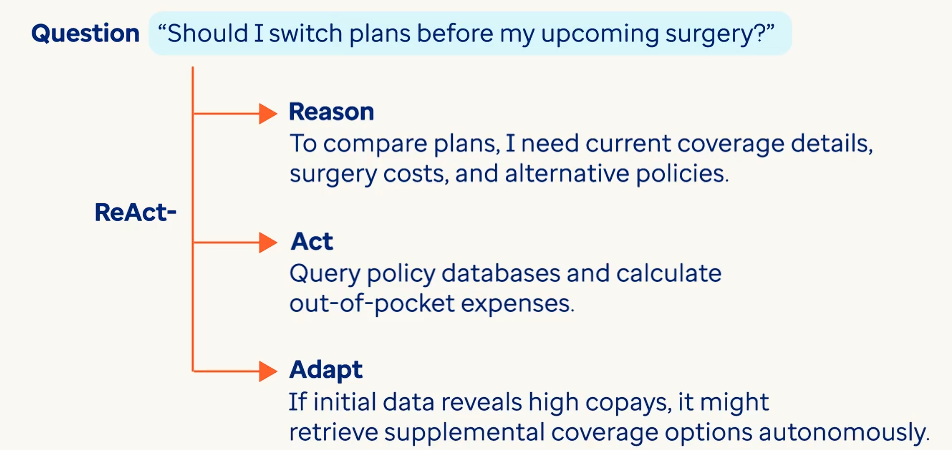 Question “Should I switch plans before my upcoming surgery?”
Reason
To compare plans, I need current coverage details,
surgery costs, and alternative policies.
ReAct-
Act
Query policy databases and calculate
out-of-pocket expenses.
Adapt
If initial data reveals high copays, it might
retrieve supplemental coverage options autonomously.